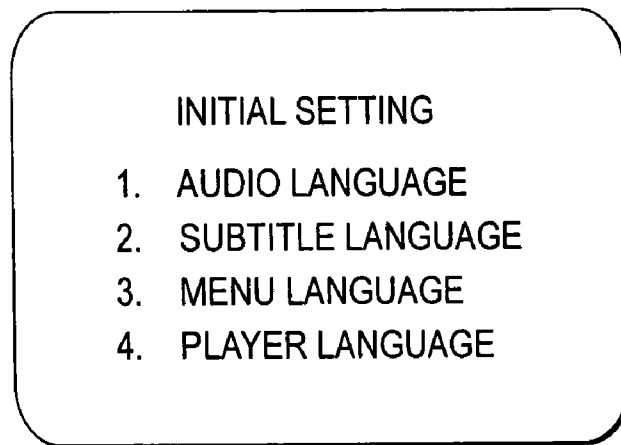 INITIAL SETTING
1. AUDIO LANGUAGE
2. SUBTITLE LANGUAGE
3. MENU LANGUAGE
4. PLAYER LANGUAGE